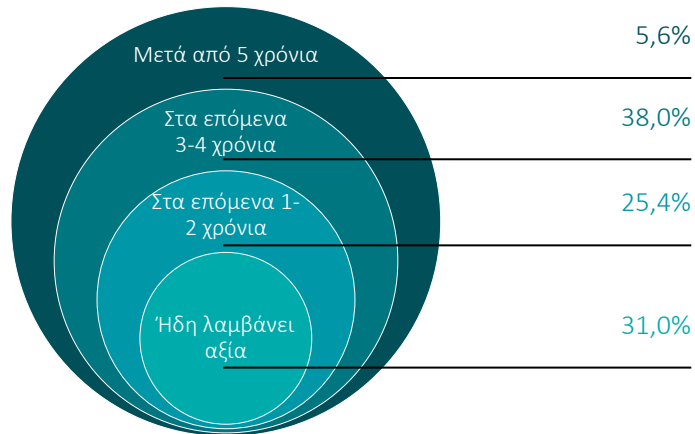 Μετά από 5 χρόνια
5,6%
Στα επόμενα
3-4 χρόνια
38,0%
Στα επόμενα 1-
2 χρόνια
25,4%
Ήδη λαμβάνει
αξία
31,0%